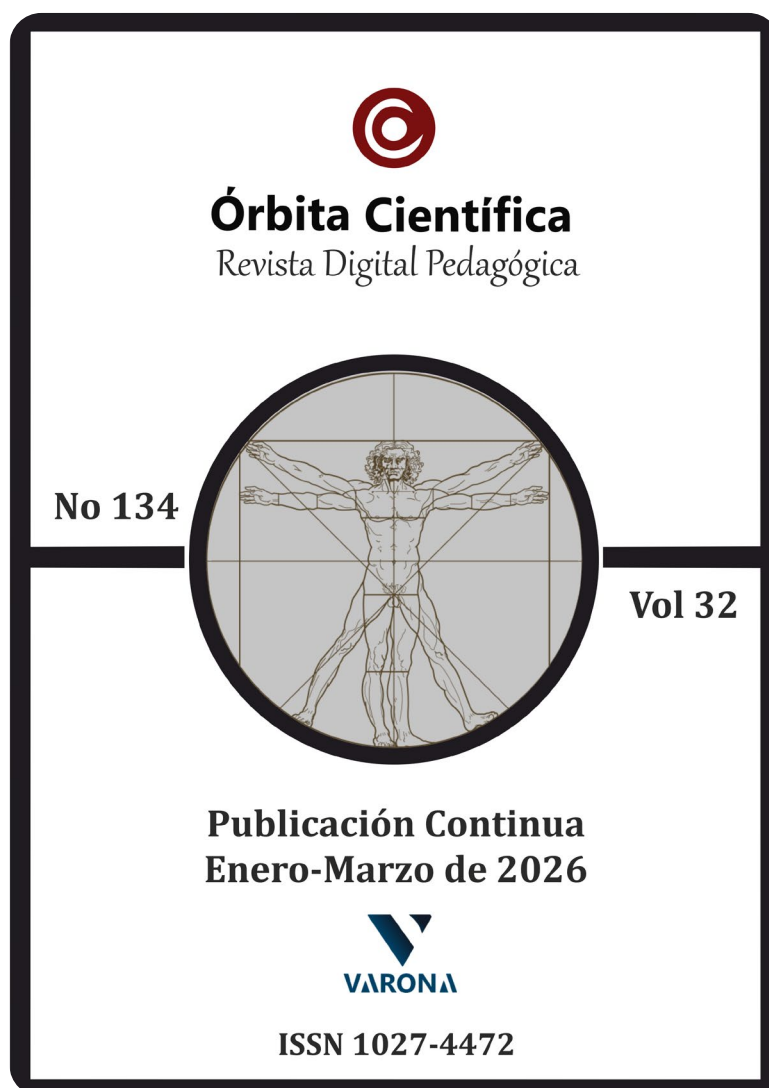 Órbita Científica
Revista Digital Pedagógica
No 134
Vol 32
Publicación Continua
Enero-Marzo de 2026
VARONA
ISSN 1027-4472